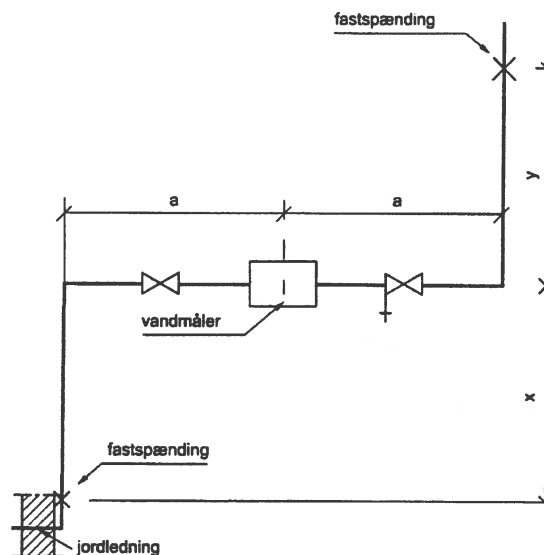 fastspænding
y
a
a
vandmåler
x
fastspænding
jordledning